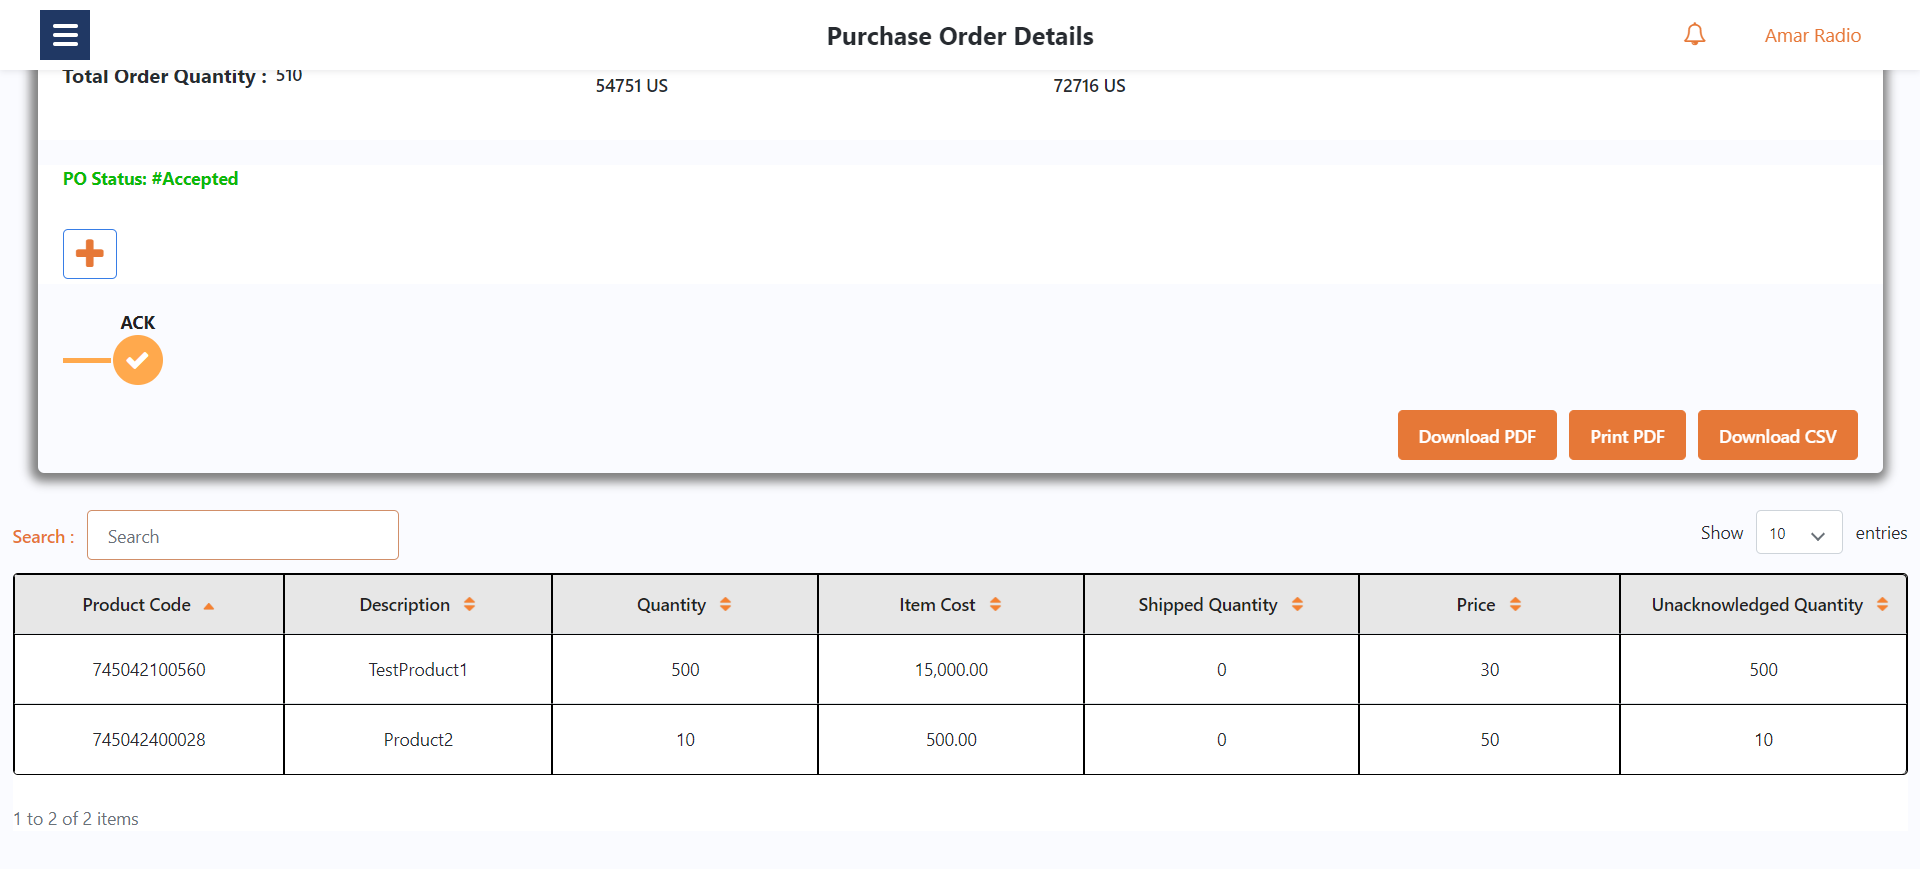 Purchase Order Details
Amar Radio
Total Order Quantity : 510
54751 US
72716 US
PO Status: #Accepted
ACK
Download PDF
Print PDF
Download CSV
Search :
Search
Show 10 entries
Product Code Description Quantity Item Cost Shipped Quantity Price Unacknowledged Quantity
745042100560 TestProduct1 500 15,000.00 0 30 500
745042400028 Product2 10 500.00 0 50 10
1 to 2 of 2 items